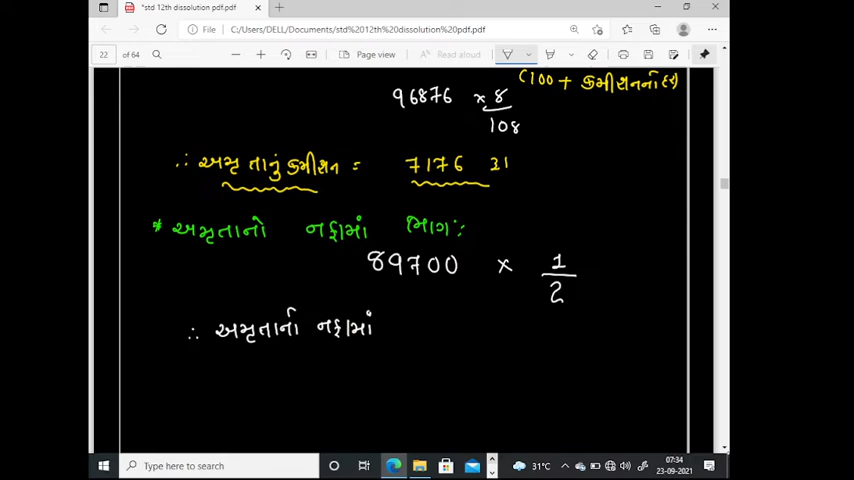 *std 12th dissolution pdf.pdf
File C:/Users/DELL/Documents/std%2012th%20dissolution%20pdf.pdf
22 of 64 Page view Read aloud
(100 + કમીશનનો દર)
96876 x 8
108
∴ અમૃતાનું કમીશન = 7176 રૂા
* અમૃતાનો નફામાં ભાગ :
89700 x 1
2
∴ અમૃતાનો નફામાં
Type here to search 31°C 07:34
23-09-2021